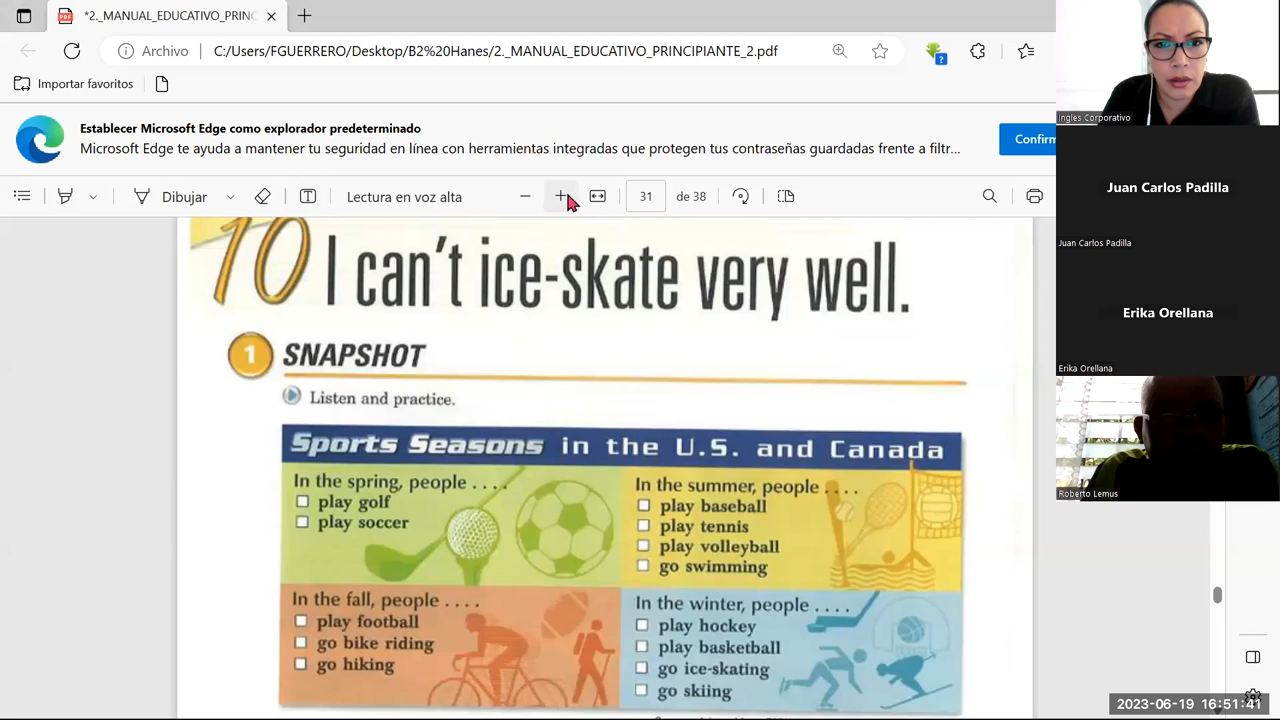 *2._MANUAL_EDUCATIVO_PRINC
Archivo
C:/Users/FGUERRERO/Desktop/B2%20Hanes/2._MANUAL_EDUCATIVO_PRINCIPIANTE_2.pdf
Importar favoritos
Establecer Microsoft Edge como explorador predeterminado
Microsoft Edge te ayuda a mantener tu seguridad en línea con herramientas integradas que protegen tus contraseñas guardadas frente a filtr...
Confirm
Dibujar
Lectura en voz alta
31
de 38
10 I can't ice-skate very well.
1 SNAPSHOT
Listen and practice.
Sports Seasons in the U.S. and Canada
In the spring, people . . . .
play golf
play soccer
In the summer, people . . . .
play baseball
play tennis
play volleyball
go swimming
In the fall, people . . . .
play football
go bike riding
go hiking
In the winter, people . . . .
play hockey
play basketball
go ice-skating
go skiing
Ingles Corporativo
Juan Carlos Padilla
Juan Carlos Padilla
Erika Orellana
Erika Orellana
Roberto Lemus
2023-06-19 16:51:41